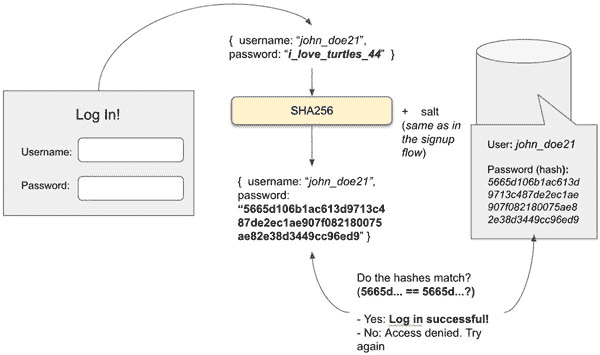 { username: “john_doe21”,
password: “i_love_turtles_44” }
Log In!
Username:
Password:
SHA256
+ salt
(same as in
the signup
flow)
{ username: “john_doe21”,
password:
“5665d106b1ac613d9713c4
87de2ec1ae907f082180075
ae82e38d3449cc96ed9” }
User: john_doe21
Password (hash):
5665d106b1ac613d
9713c487de2ec1ae
907f082180075ae8
2e38d3449cc96ed9
Do the hashes match?
(5665d... == 5665d...?)
- Yes: Log in successful!
- No: Access denied. Try
again